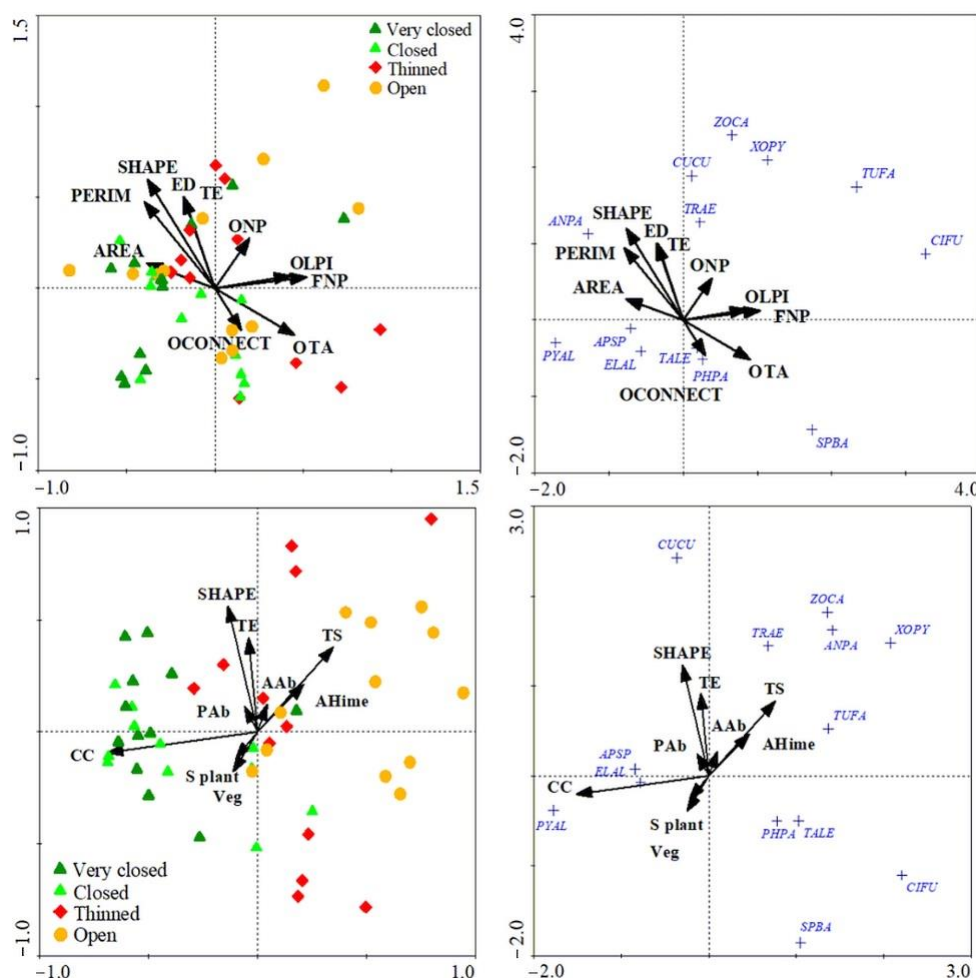 1.5
Very closed
Closed
Thinned
Open
SHAPE
ED
TE
PERIM
ONP
AREA
OLPI
FNP
OCONNECT
OTA
−1.0
−1.0
1.5
4.0
ZOCA
XOPY
CUCU
TUFA
TRAE
ANPA
SHAPE
ED
TE
CIFU
PERIM
ONP
AREA
OLPI
FNP
PYAL
APSP
ELAL
TALE
PHPA
OTA
OCONNECT
SPBA
−2.0
−2.0
4.0
1.0
SHAPE
TE
TS
AAb
AHime
PAb
CC
S plant
Veg
Very closed
Closed
Thinned
Open
−1.0
−1.0
1.0
3.0
CUCU
ZOCA
XOPY
TRAE
ANPA
SHAPE
TE
TS
TUFA
AAb
PAb
AHime
APSP
ELAL
CC
PYAL
S plant
PHPA
TALE
Veg
CIFU
SPBA
−2.0
−2.0
3.0